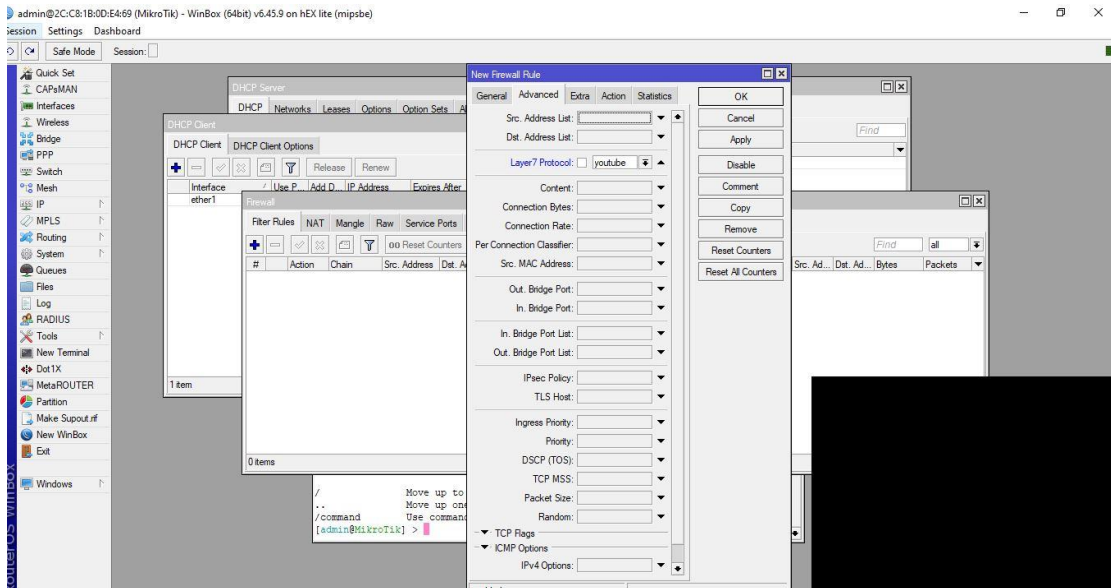 admin@2C:C8:1B:0D:E4:69 (MikroTik) - WinBox (64bit) v6.45.9 on hEX lite (mipsbe)
Session Settings Dashboard
Safe Mode Session:
Quick Set
CAPsMAN
Interfaces
Wireless
Bridge
PPP
Switch
Mesh
IP
MPLS
Routing
System
Queues
Files
Log
RADIUS
Tools
New Terminal
Dot1X
MetaROUTER
Partition
Make Supout.rif
New WinBox
Exit
Windows
RouterOS WinBox
DHCP Server
DHCP Networks Leases Options Option Sets
Find
DHCP Client
DHCP Client DHCP Client Options
Release Renew
Interface Use P... Add D... IP Address Expires After
ether1
1 item
Firewall
Filter Rules NAT Mangle Raw Service Ports
00 Reset Counters
Find all
# Action Chain Src. Address Dst. A
Src. Ad... Dst. Ad... Bytes Packets
0 items
/ Move up to
.. Move up one
/command Use command
[admin@MikroTik] >
New Firewall Rule
General Advanced Extra Action Statistics
Src. Address List:
Dst. Address List:
Layer7 Protocol: youtube
Content:
Connection Bytes:
Connection Rate:
Per Connection Classifier:
Src. MAC Address:
Out. Bridge Port:
In. Bridge Port:
In. Bridge Port List:
Out. Bridge Port List:
IPsec Policy:
TLS Host:
Ingress Priority:
Priority:
DSCP (TOS):
TCP MSS:
Packet Size:
Random:
TCP Flags
ICMP Options
IPv4 Options:
OK
Cancel
Apply
Disable
Comment
Copy
Remove
Reset Counters
Reset All Counters